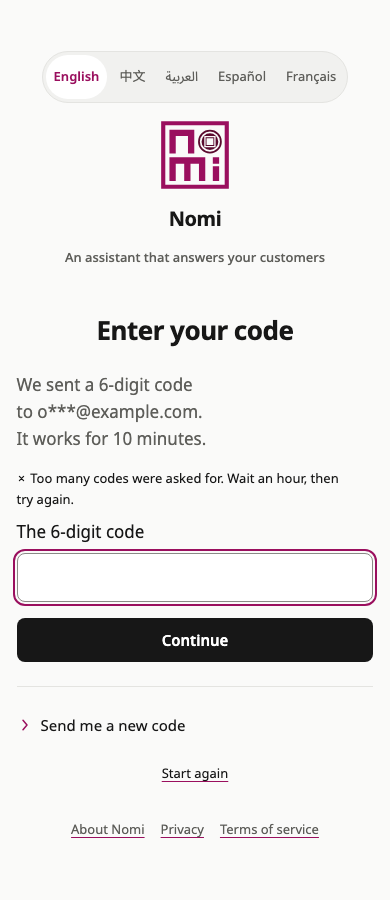 English 中文 العربية Español Français
nomi
Nomi
An assistant that answers your customers
Enter your code
We sent a 6-digit code
to o***@example.com.
It works for 10 minutes.
× Too many codes were asked for. Wait an hour, then
try again.
The 6-digit code
Continue
Send me a new code
Start again
About Nomi Privacy Terms of service